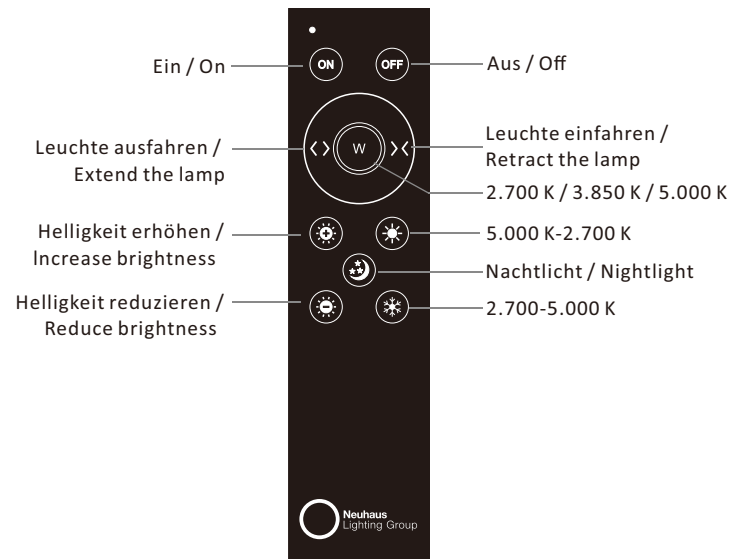 Ein / On
ON
OFF
Aus / Off
Leuchte ausfahren /
Extend the lamp
W
Leuchte einfahren /
Retract the lamp
2.700 K / 3.850 K / 5.000 K
Helligkeit erhöhen /
Increase brightness
5.000 K-2.700 K
Nachtlicht / Nightlight
Helligkeit reduzieren /
Reduce brightness
2.700-5.000 K
Neuhaus
Lighting Group